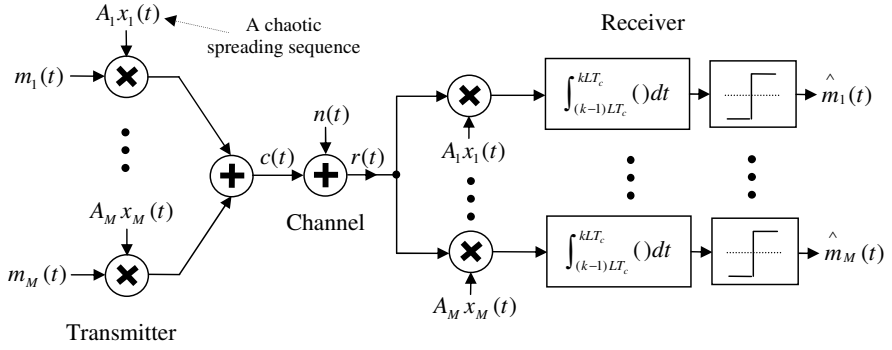 A₁x₁(t)
A chaotic
spreading sequence
m₁(t)
A_M x_M(t)
m_M(t)
Transmitter
c(t)
n(t)
r(t)
Channel
Receiver
∫_{(k-1)LT_c}^{kLT_c} ()dt
A₁x₁(t)
m̂₁(t)
∫_{(k-1)LT_c}^{kLT_c} ()dt
A_M x_M(t)
m̂_M(t)